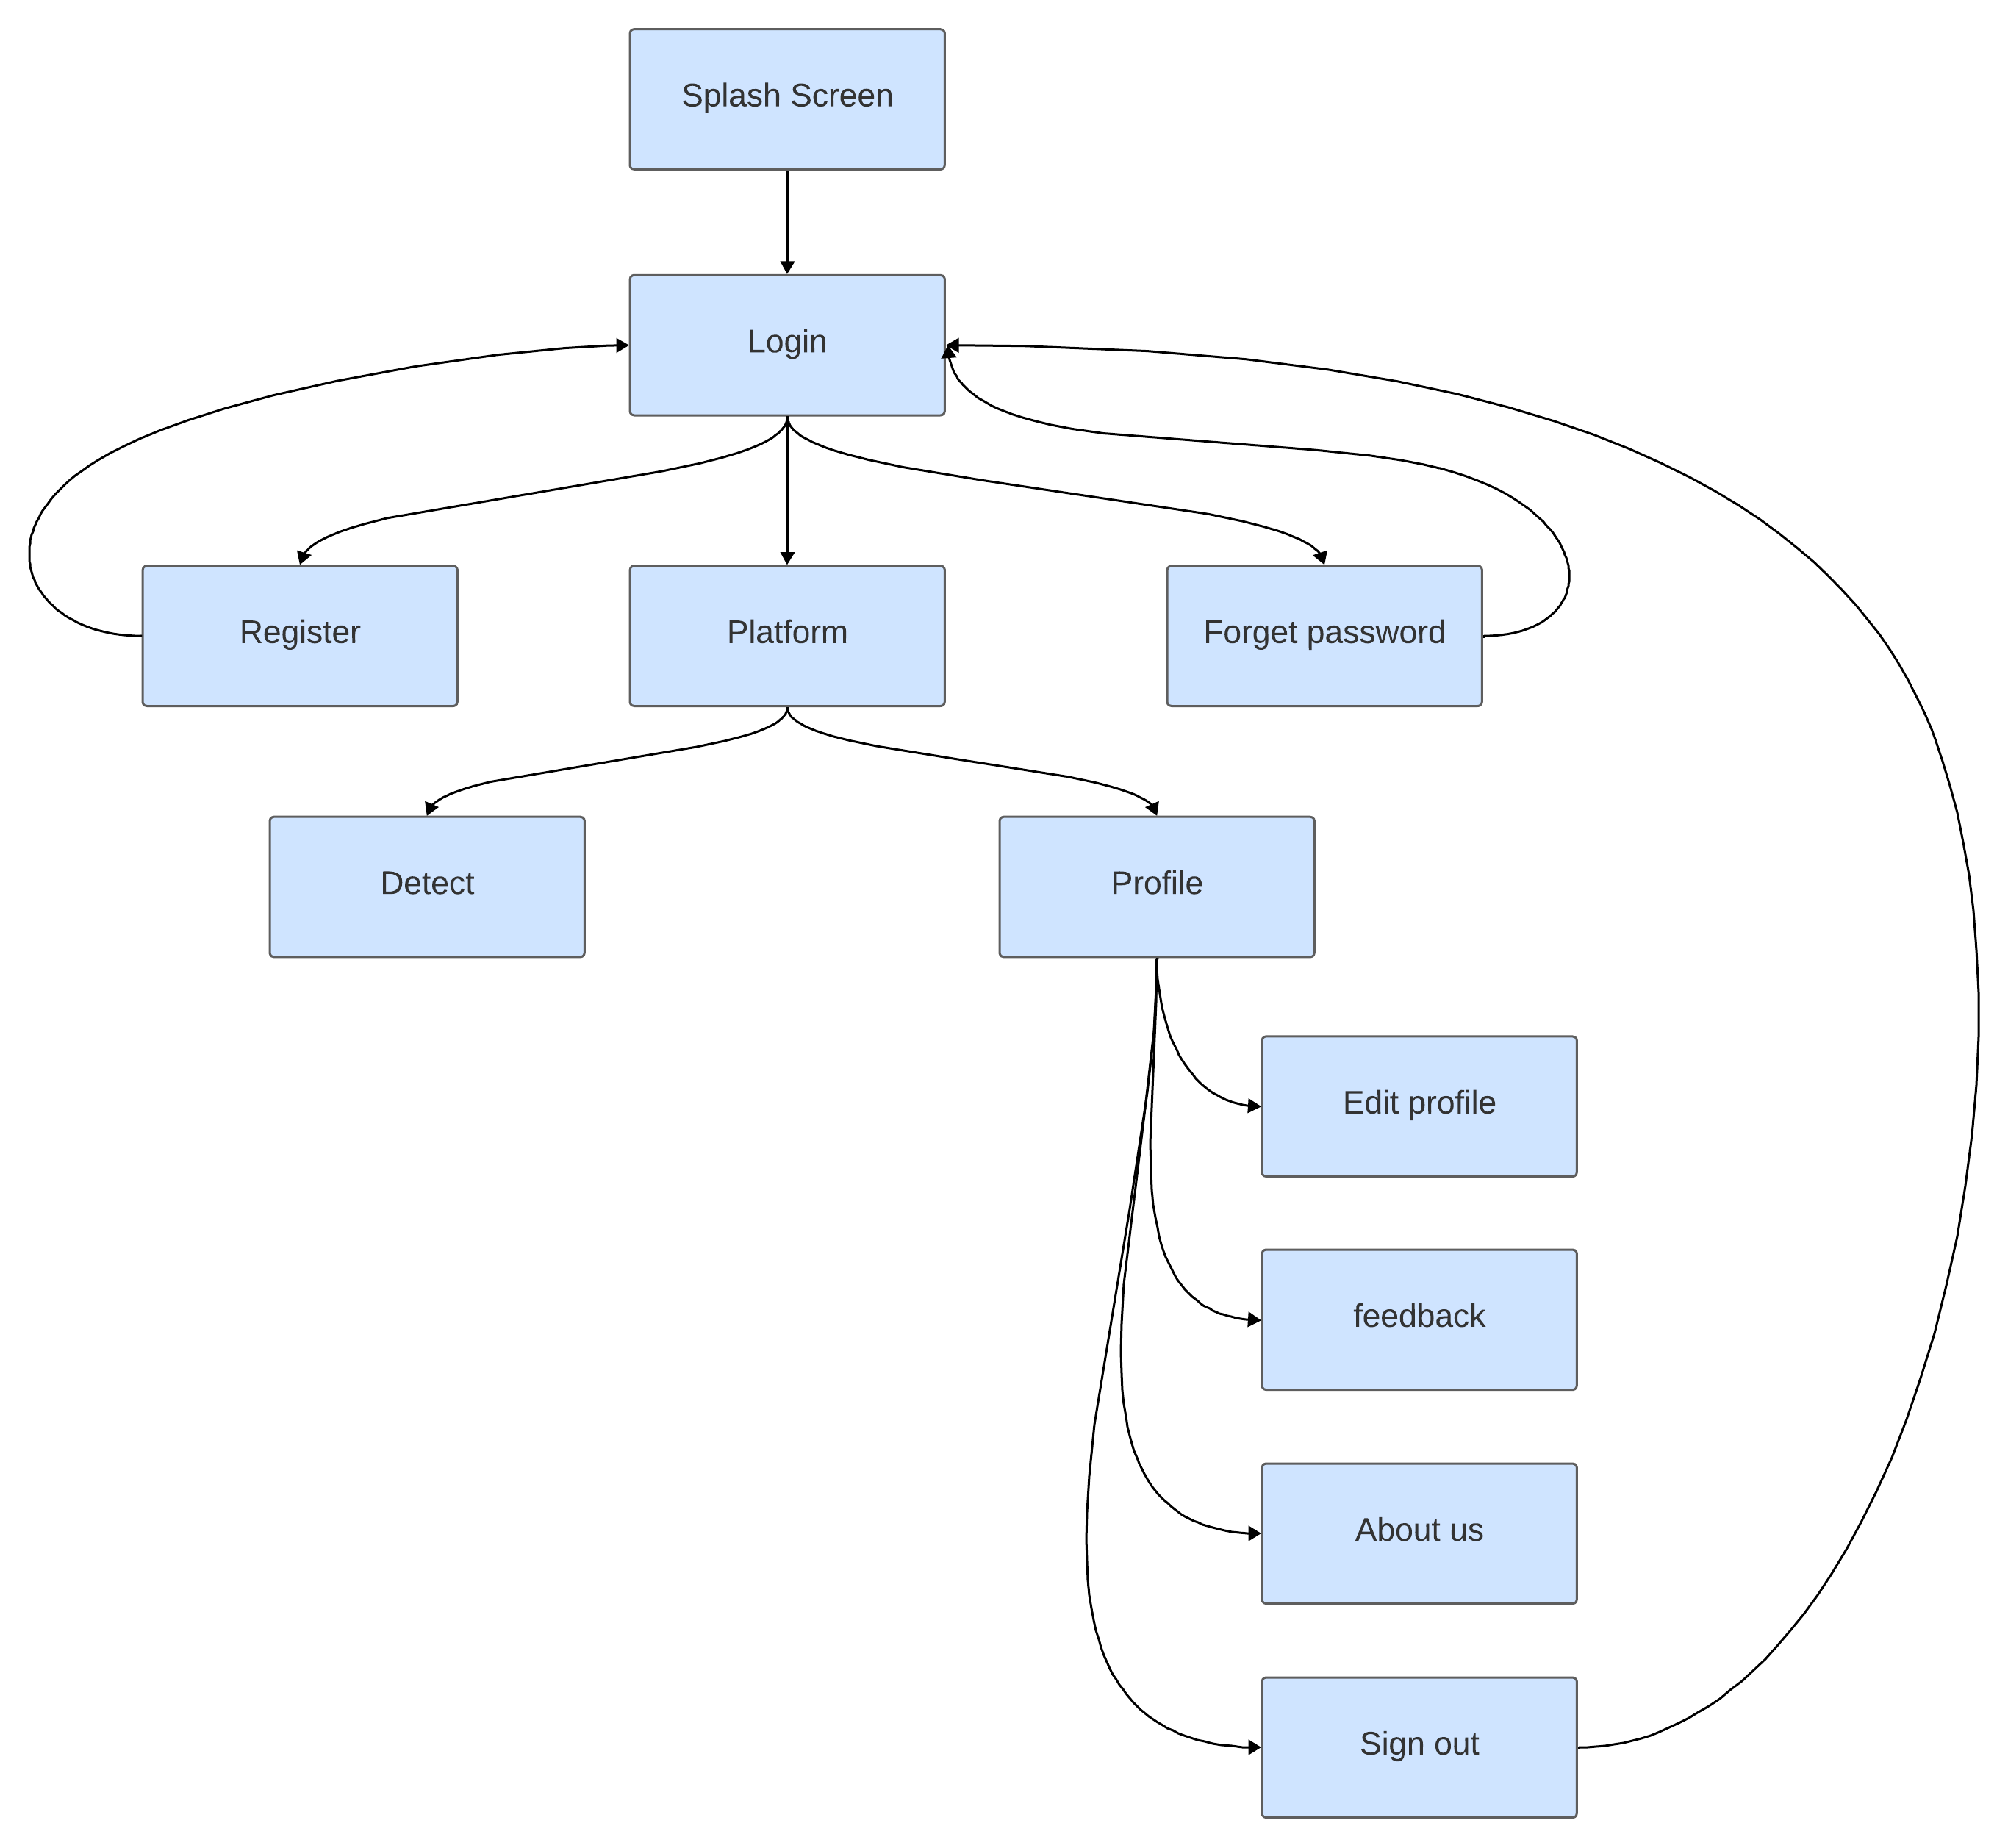 Splash Screen
Login
Register
Platform
Forget password
Detect
Profile
Edit profile
feedback
About us
Sign out